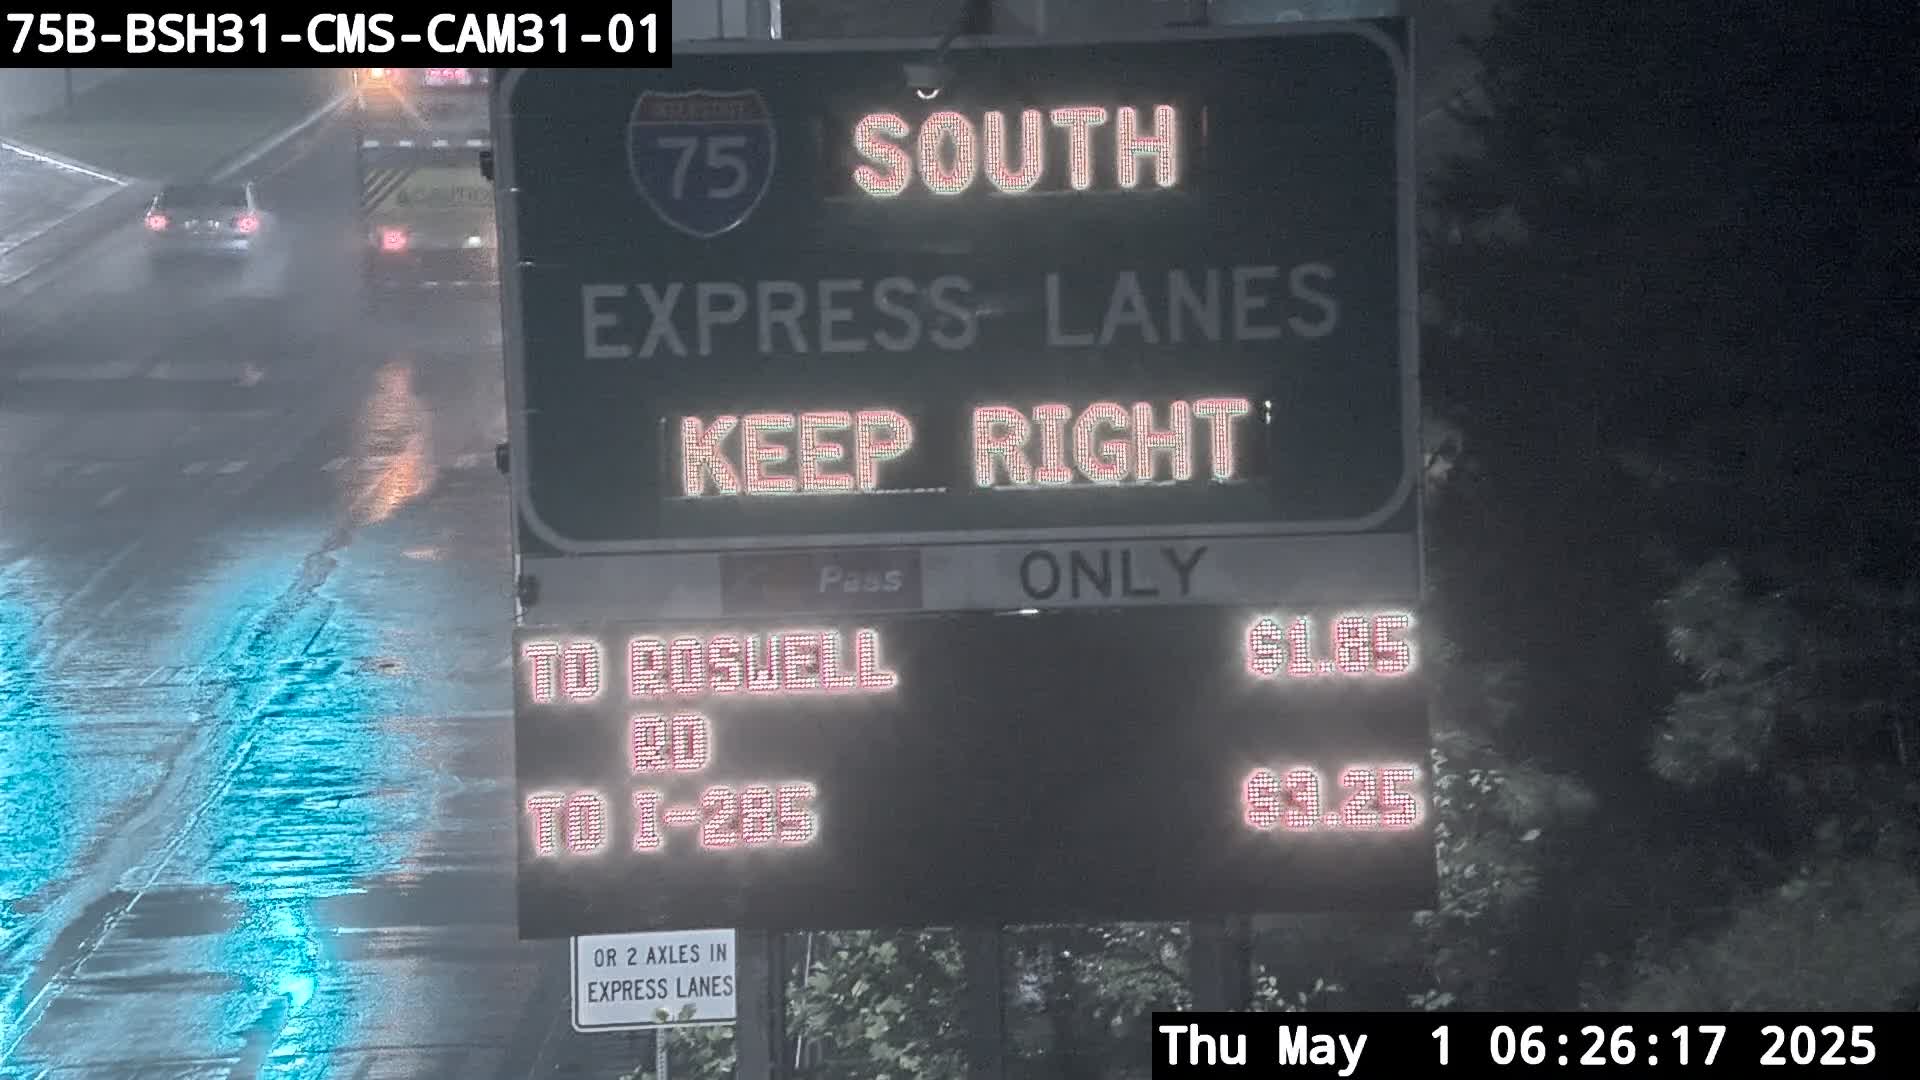 75B-BSH31-CMS-CAM31-01
INTERSTATE
75
SOUTH
EXPRESS LANES
KEEP RIGHT
Pass ONLY
TO ROSWELL $1.85
RD
TO I-285 $3.25
OR 2 AXLES IN
EXPRESS LANES
Thu May 1 06:26:17 2025